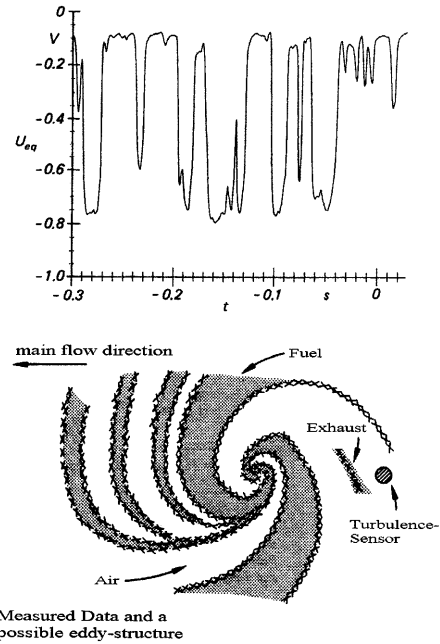 0
V
-0.2
-0.4
U_eq
-0.6
-0.8
-1.0
-0.3 -0.2 -0.1 0
t s
main flow direction
Fuel
Exhaust
Turbulence-
Sensor
Air
Measured Data and a
possible eddy-structure